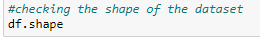 #checking the shape of the dataset
df.shape